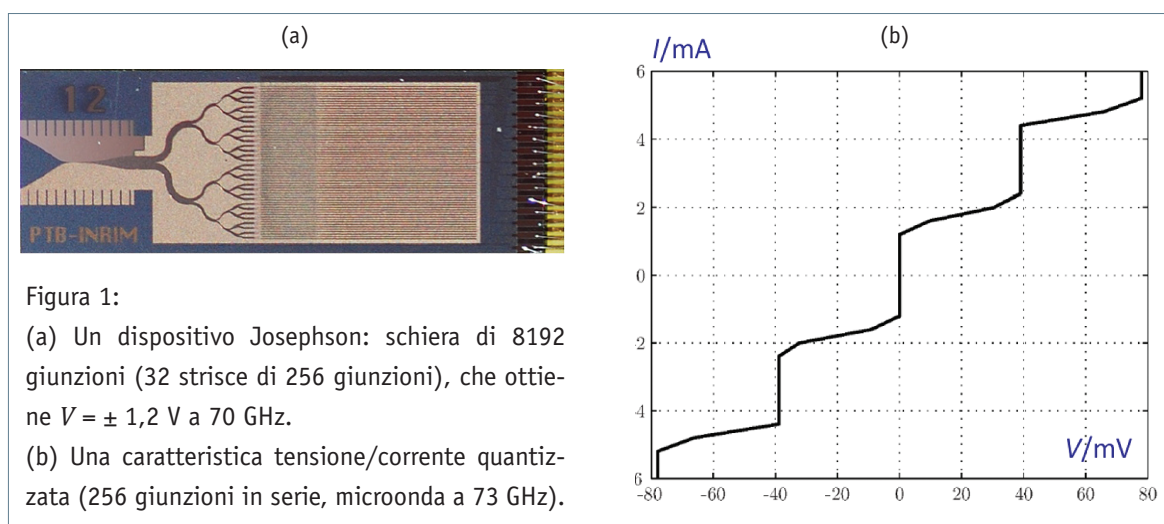 (a)
12
PTB-INRIM
Figura 1:
(a) Un dispositivo Josephson: schiera di 8192
giunzioni (32 strisce di 256 giunzioni), che ottie-
ne V = ± 1,2 V a 70 GHz.
(b) Una caratteristica tensione/corrente quantiz-
zata (256 giunzioni in serie, microonda a 73 GHz).
(b)
I/mA
6
4
2
0
2
4
6
V/mV
-80 -60 -40 -20 0 20 40 60 80